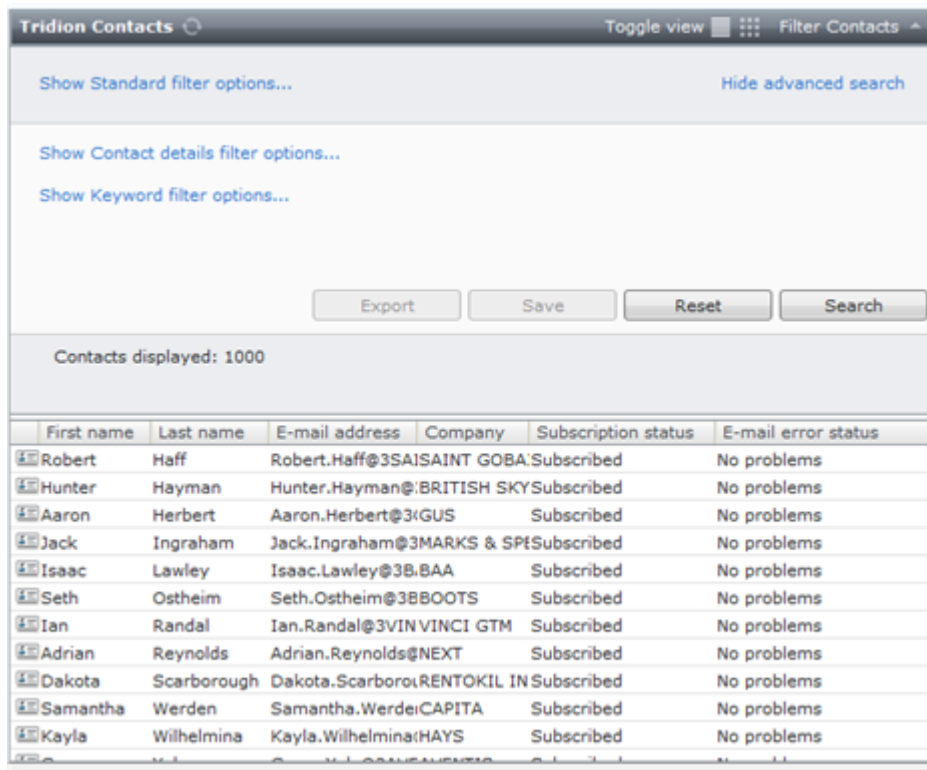 Tridion Contacts Toggle view Filter Contacts
Show Standard filter options... Hide advanced search
Show Contact details filter options...
Show Keyword filter options...
Export Save Reset Search
Contacts displayed: 1000
First name Last name E-mail address Company Subscription status E-mail error status
Robert Haff Robert.Haff@3SAI SAINT GOBA Subscribed No problems
Hunter Hayman Hunter.Hayman@ BRITISH SKY Subscribed No problems
Aaron Herbert Aaron.Herbert@3 GUS Subscribed No problems
Jack Ingraham Jack.Ingraham@3 MARKS & SPE Subscribed No problems
Isaac Lawley Isaac.Lawley@3B BAA Subscribed No problems
Seth Ostheim Seth.Ostheim@3B BOOTS Subscribed No problems
Ian Randal Ian.Randal@3VIN VINCI GTM Subscribed No problems
Adrian Reynolds Adrian.Reynolds@ NEXT Subscribed No problems
Dakota Scarborough Dakota.Scarboro RENTOKIL IN Subscribed No problems
Samantha Werden Samantha.Werde CAPITA Subscribed No problems
Kayla Wilhelmina Kayla.Wilhelmina HAYS Subscribed No problems